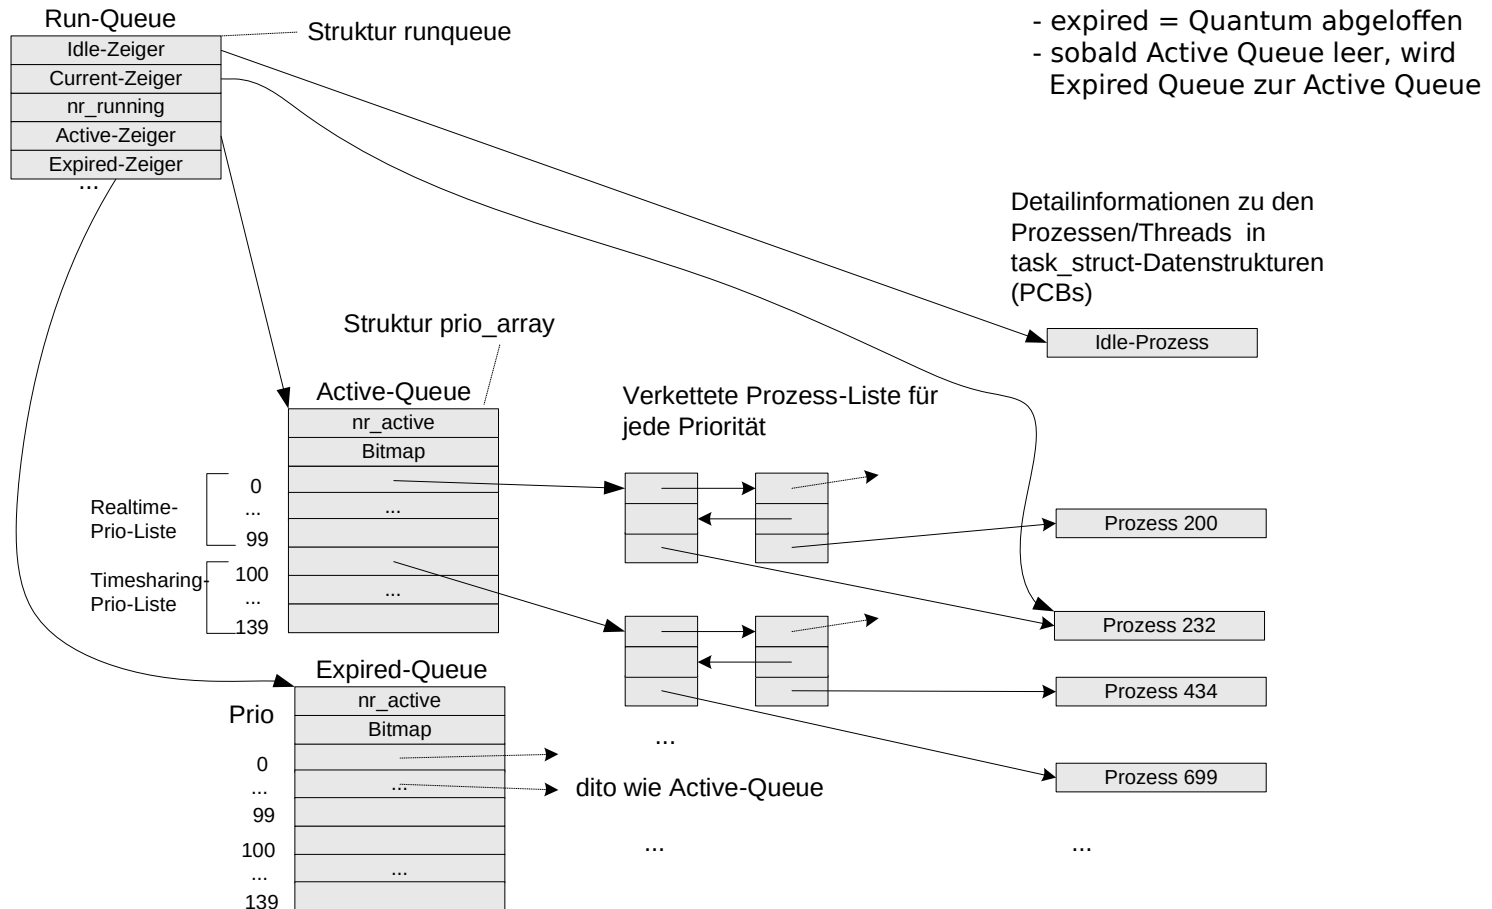 Run-Queue
Idle-Zeiger
Current-Zeiger
nr_running
Active-Zeiger
Expired-Zeiger
...
Struktur runqueue
- expired = Quantum abgeloffen
- sobald Active Queue leer, wird
Expired Queue zur Active Queue
Detailinformationen zu den
Prozessen/Threads in
task_struct-Datenstrukturen
(PCBs)
Idle-Prozess
Struktur prio_array
Active-Queue
nr_active
Bitmap
...
...
Realtime-
Prio-Liste
0
...
99
Timesharing-
Prio-Liste
100
...
139
Verkettete Prozess-Liste für
jede Priorität
Prozess 200
Prozess 232
Prozess 434
Prozess 699
...
...
...
Expired-Queue
nr_active
Bitmap
...
...
Prio
0
...
99
100
...
139
dito wie Active-Queue